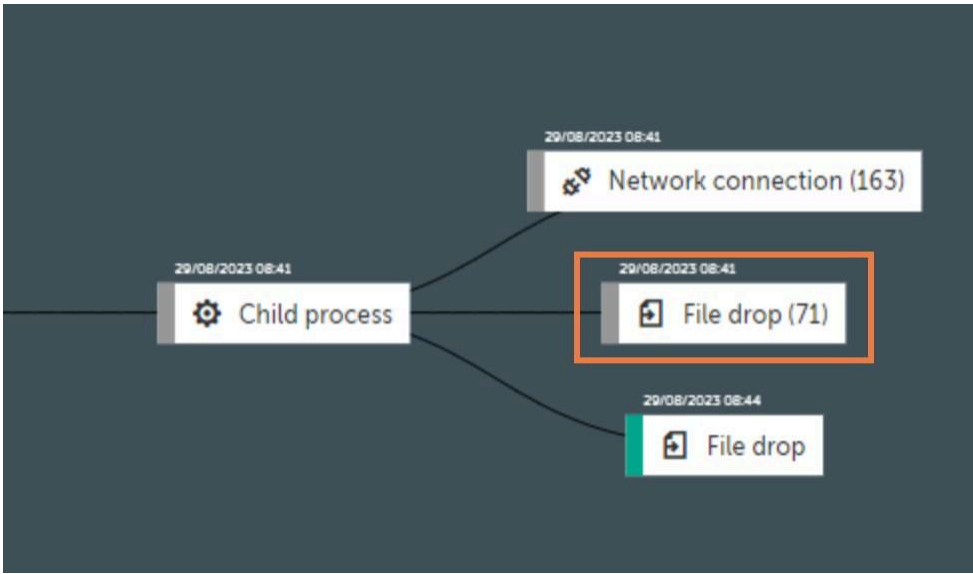 29/08/2023 08:41
Network connection (163)
29/08/2023 08:41
Child process
29/08/2023 08:41
File drop (71)
29/08/2023 08:44
File drop